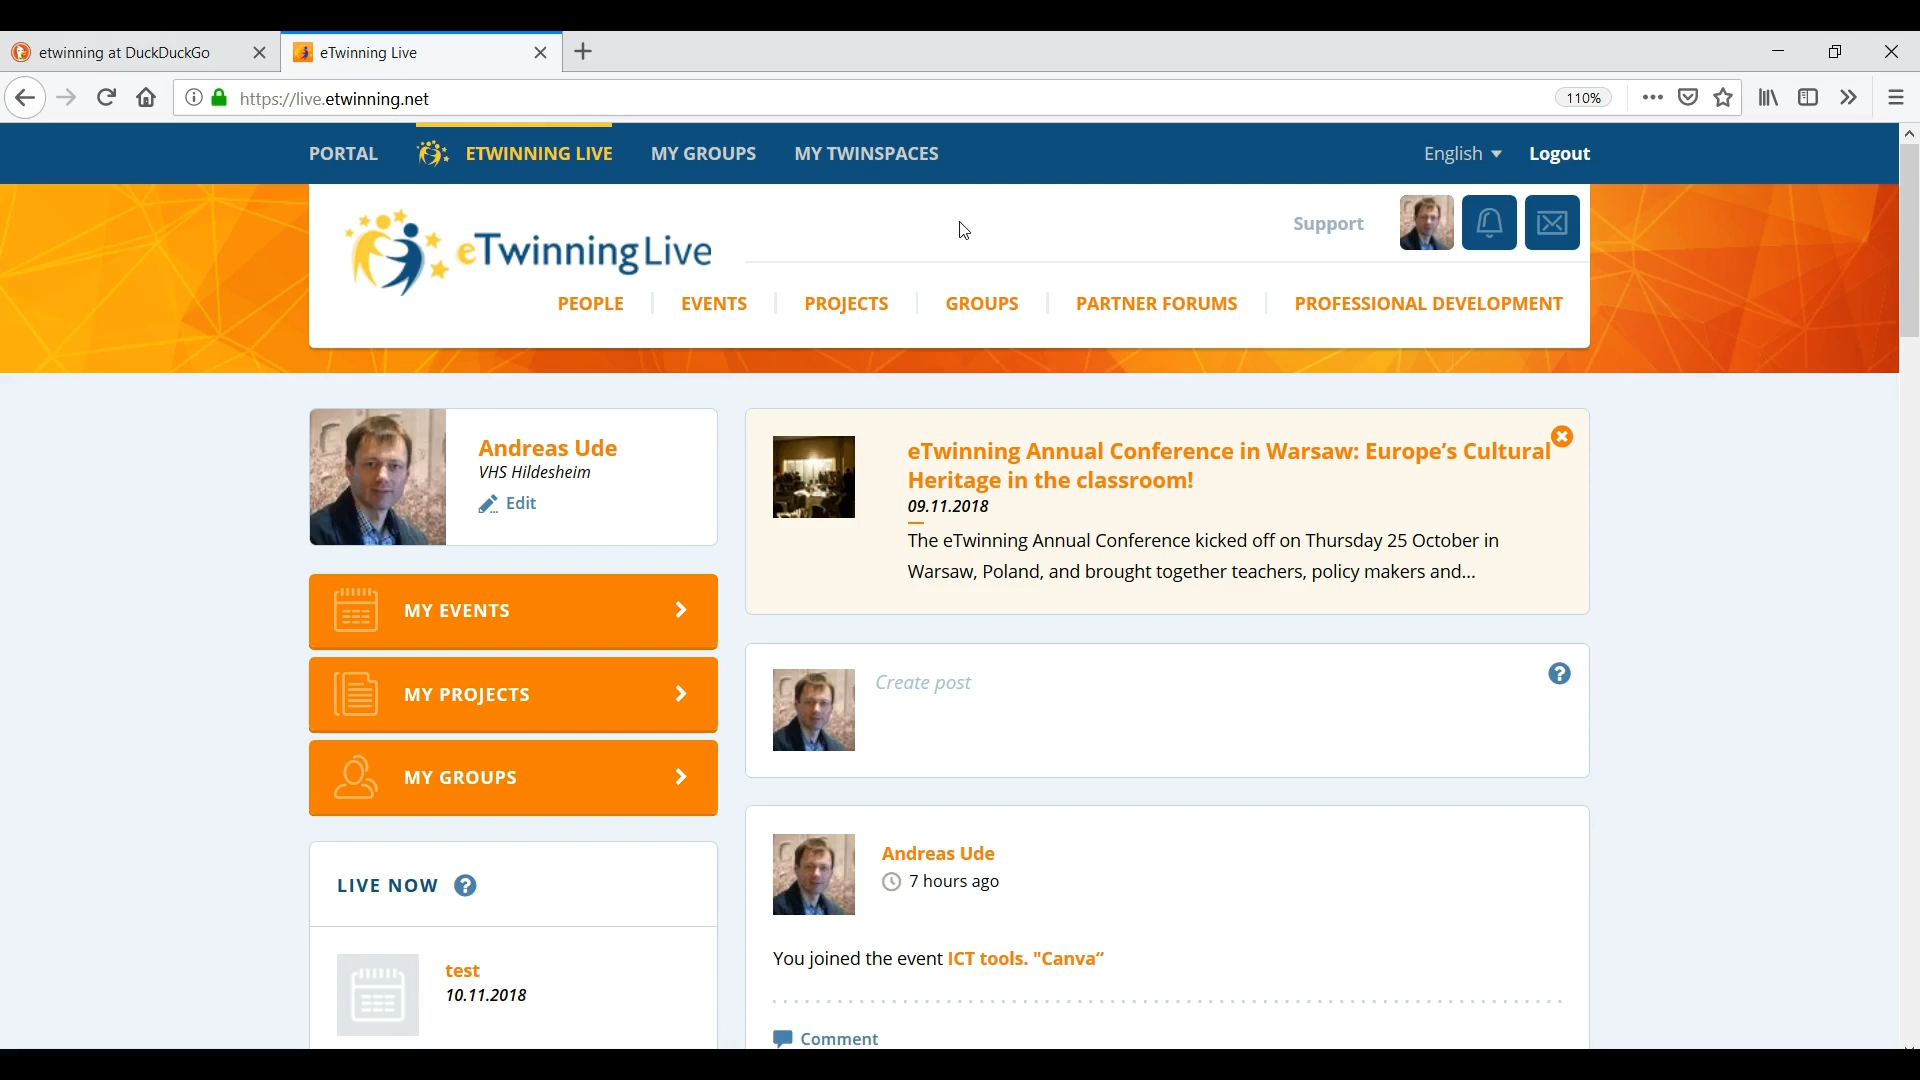 etwinning at DuckDuckGo
eTwinning Live
https://live.etwinning.net
110%
PORTAL
ETWINNING LIVE
MY GROUPS
MY TWINSPACES
English
Logout
eTwinningLive
Support
PEOPLE
EVENTS
PROJECTS
GROUPS
PARTNER FORUMS
PROFESSIONAL DEVELOPMENT
Andreas Ude
VHS Hildesheim
Edit
MY EVENTS
MY PROJECTS
MY GROUPS
LIVE NOW ?
test
10.11.2018
eTwinning Annual Conference in Warsaw: Europe’s Cultural
Heritage in the classroom!
09.11.2018
The eTwinning Annual Conference kicked off on Thursday 25 October in
Warsaw, Poland, and brought together teachers, policy makers and...
Create post
?
Andreas Ude
7 hours ago
You joined the event ICT tools. "Canva“
Comment